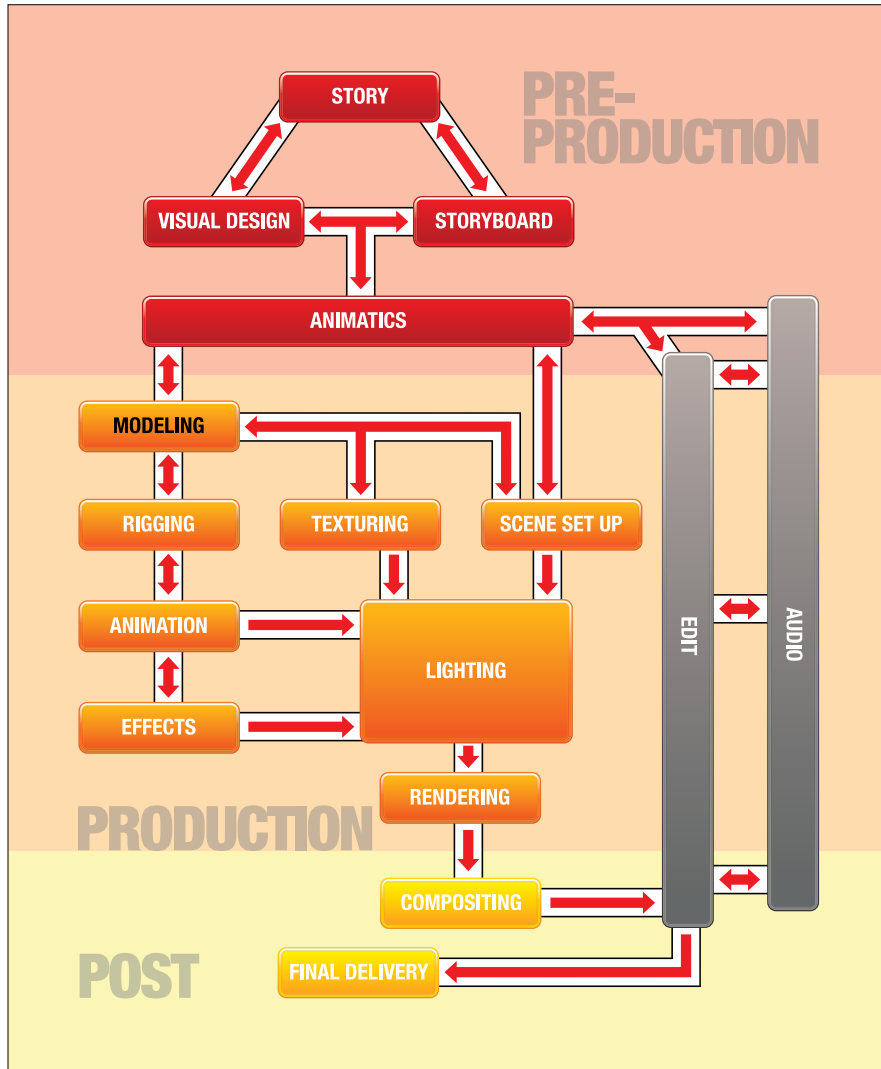 PRE-
PRODUCTION
STORY
VISUAL DESIGN
STORYBOARD
ANIMATICS
MODELING
RIGGING
TEXTURING
SCENE SET UP
ANIMATION
LIGHTING
EFFECTS
RENDERING
EDIT
AUDIO
PRODUCTION
COMPOSITING
POST
FINAL DELIVERY